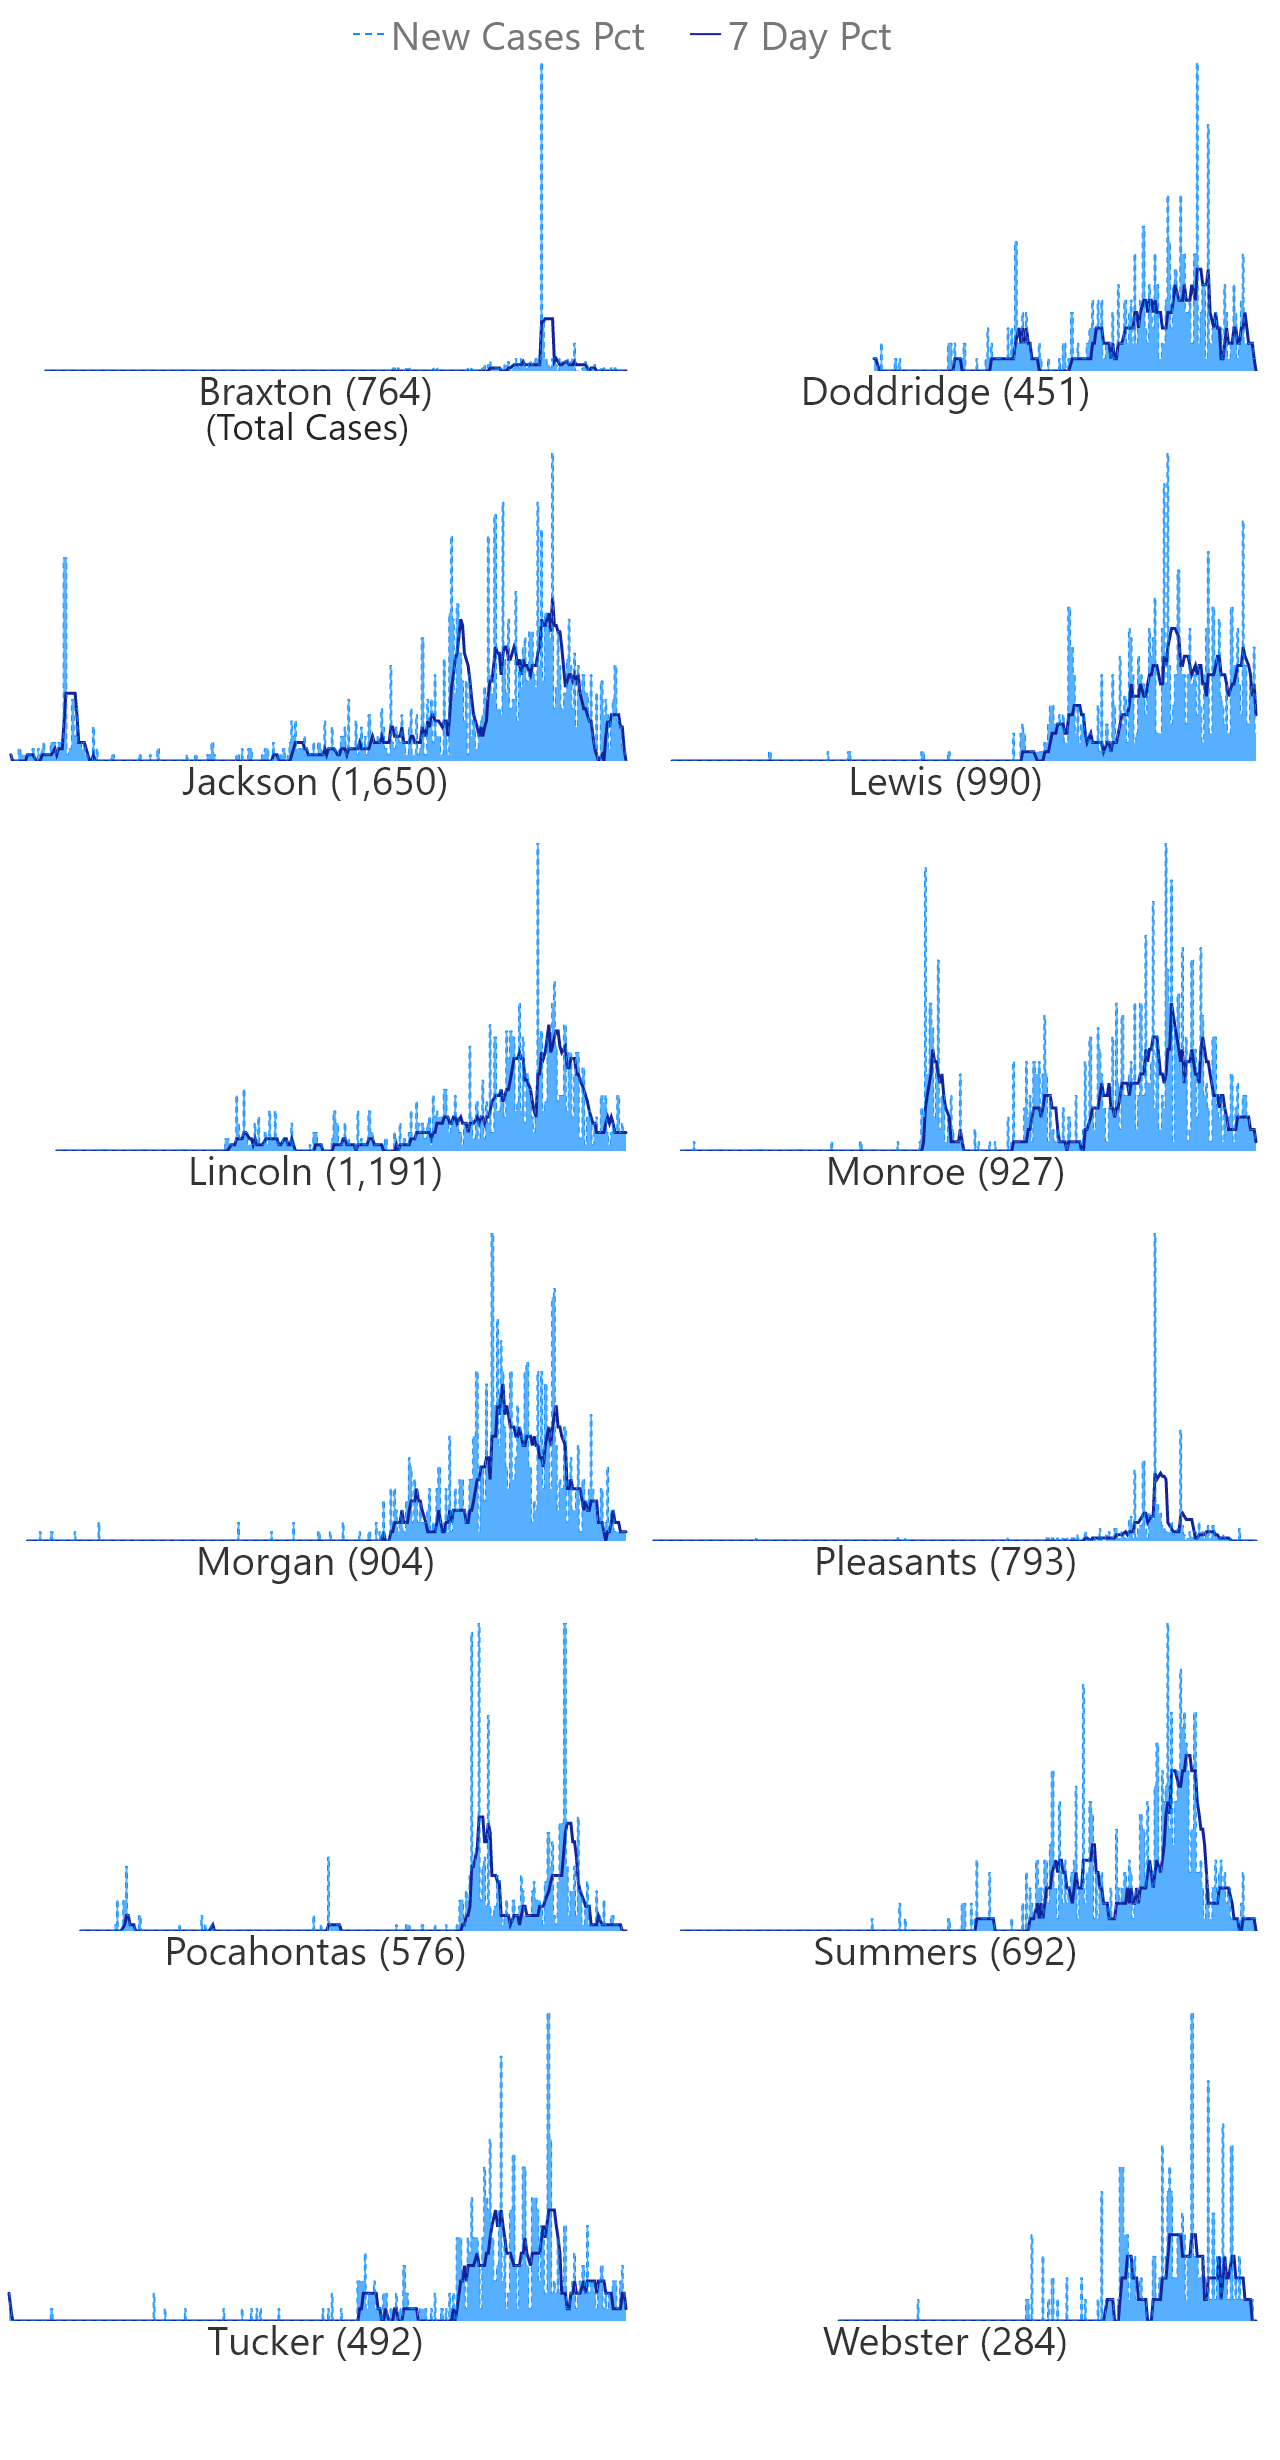 New Cases Pct 7 Day Pct
Braxton (764) Doddridge (451)
(Total Cases)
Jackson (1,650) Lewis (990)
Lincoln (1,191) Monroe (927)
Morgan (904) Pleasants (793)
Pocahontas (576) Summers (692)
Tucker (492) Webster (284)